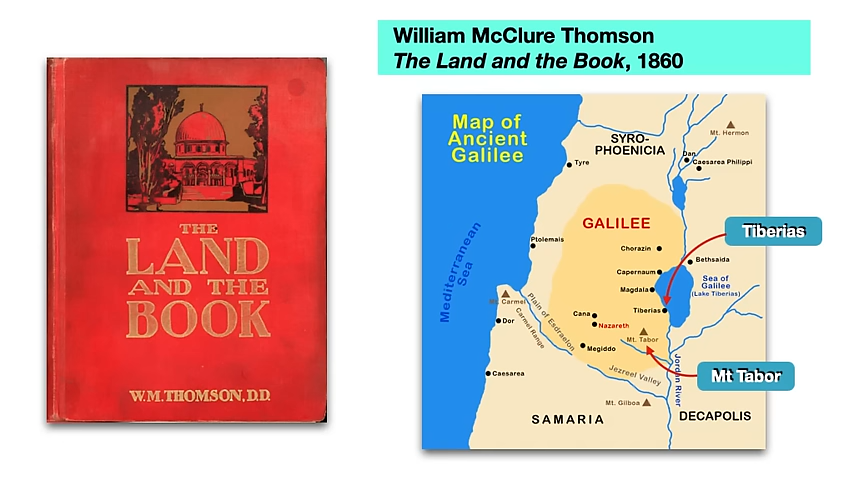 William McClure Thomson
The Land and the Book, 1860
THE
LAND
AND THE
BOOK
W.M. THOMSON, D.D.
Map of
Ancient
Galilee
SYRO-
PHOENICIA
Mt. Hermon
Dan
Caesarea Philippi
Tyre
GALILEE
Tiberias
Ptolemais
Chorazin
Bethsaida
Capernaum
Magdala
Sea of
Galilee
(Lake Tiberias)
Mediterranean
Sea
Mt. Carmel
Plain of Esdraelon
Carmel Range
Cana
Tiberias
Nazareth
Dor
Mt. Tabor
Megiddo
Jezreel Valley
Jordan River
Mt Tabor
Caesarea
Mt. Gilboa
SAMARIA
DECAPOLIS